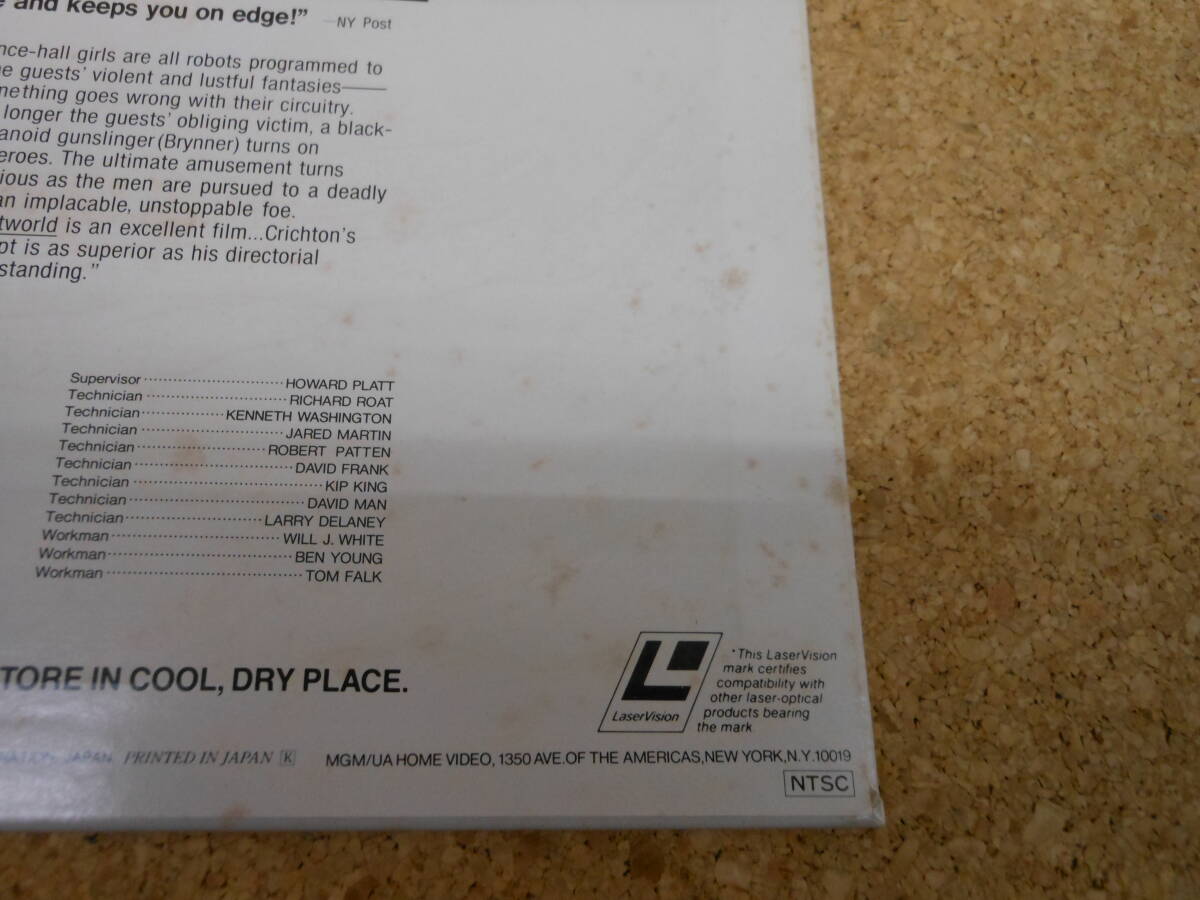 and keeps you on edge!" —NY Post
nce-hall girls are all robots programmed to
e guests' violent and lustful fantasies—
mething goes wrong with their circuitry.
longer the guests' obliging victim, a black-
anoid gunslinger (Brynner) turns on
eroes. The ultimate amusement turns
ious as the men are pursued to a deadly
an implacable, unstoppable foe.
tworld is an excellent film...Crichton's
pt is as superior as his directorial
standing."
Supervisor HOWARD PLATT
Technician RICHARD ROAT
Technician KENNETH WASHINGTON
Technician JARED MARTIN
Technician ROBERT PATTEN
Technician DAVID FRANK
Technician KIP KING
Technician DAVID MAN
Technician LARRY DELANEY
Workman WILL J. WHITE
Workman BEN YOUNG
Workman TOM FALK
TORE IN COOL, DRY PLACE.
LaserVision
*This LaserVision
mark certifies
compatibility with
other laser-optical
products bearing
the mark
JAPAN PRINTED IN JAPAN K MGM/UA HOME VIDEO, 1350 AVE.OF THE AMERICAS,NEW YORK,N.Y.10019
NTSC